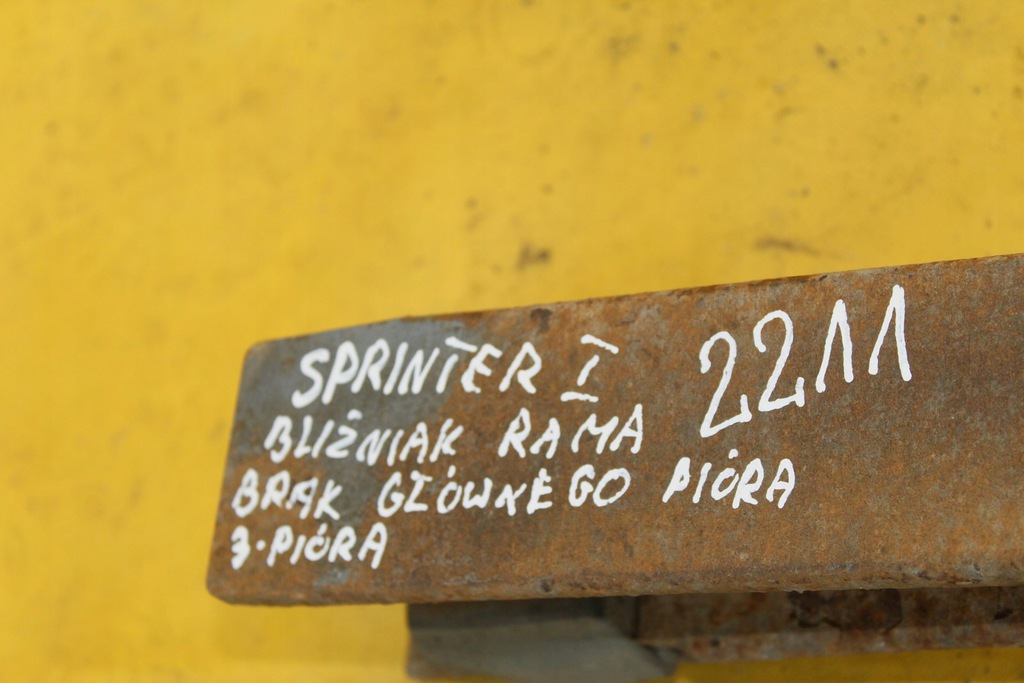 SPRINTER I 2211
BLIŹNIAK RAMA
BRAK GŁÓWNEGO PIÓRA
3. PIÓRA